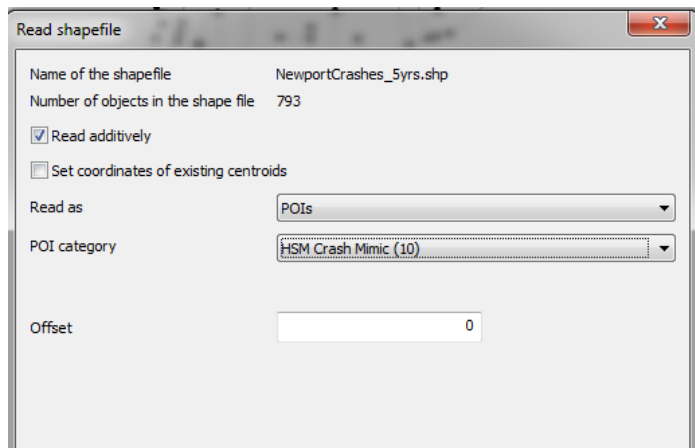 Read shapefile
Name of the shapefile NewportCrashes_5yrs.shp
Number of objects in the shape file 793
Read additively
Set coordinates of existing centroids
Read as POIs
POI category HSM Crash Mimic (10)
Offset 0